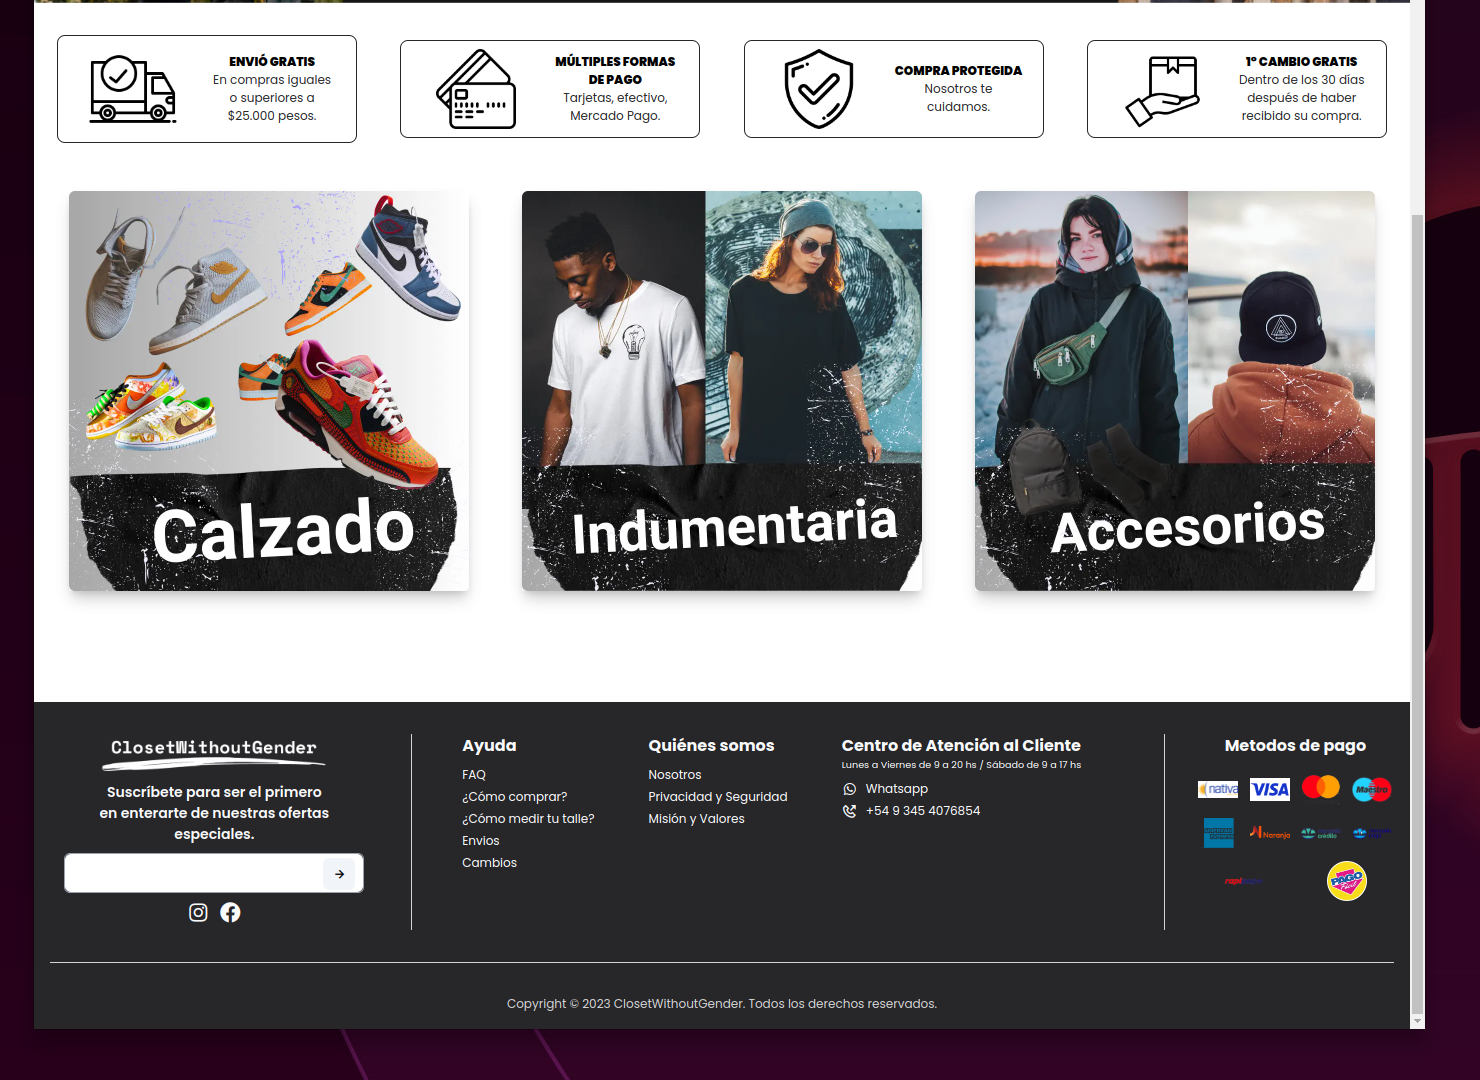 ENVIÓ GRATIS
En compras iguales
o superiores a
$25.000 pesos.
MÚLTIPLES FORMAS
DE PAGO
Tarjetas, efectivo,
Mercado Pago.
COMPRA PROTEGIDA
Nosotros te
cuidamos.
1º CAMBIO GRATIS
Dentro de los 30 días
después de haber
recibido su compra.
Calzado
Indumentaria
Accesorios
ClosetWithoutGender
Suscríbete para ser el primero
en enterarte de nuestras ofertas
especiales.
Ayuda
FAQ
¿Cómo comprar?
¿Cómo medir tu talle?
Envios
Cambios
Quiénes somos
Nosotros
Privacidad y Seguridad
Misión y Valores
Centro de Atención al Cliente
Lunes a Viernes de 9 a 20 hs / Sábado de 9 a 17 hs
Whatsapp
+54 9 345 4076854
Metodos de pago
nativa
VISA
Maestro
Naranja
crédito
rapi
PAGO
Fácil
Copyright © 2023 ClosetWithoutGender. Todos los derechos reservados.